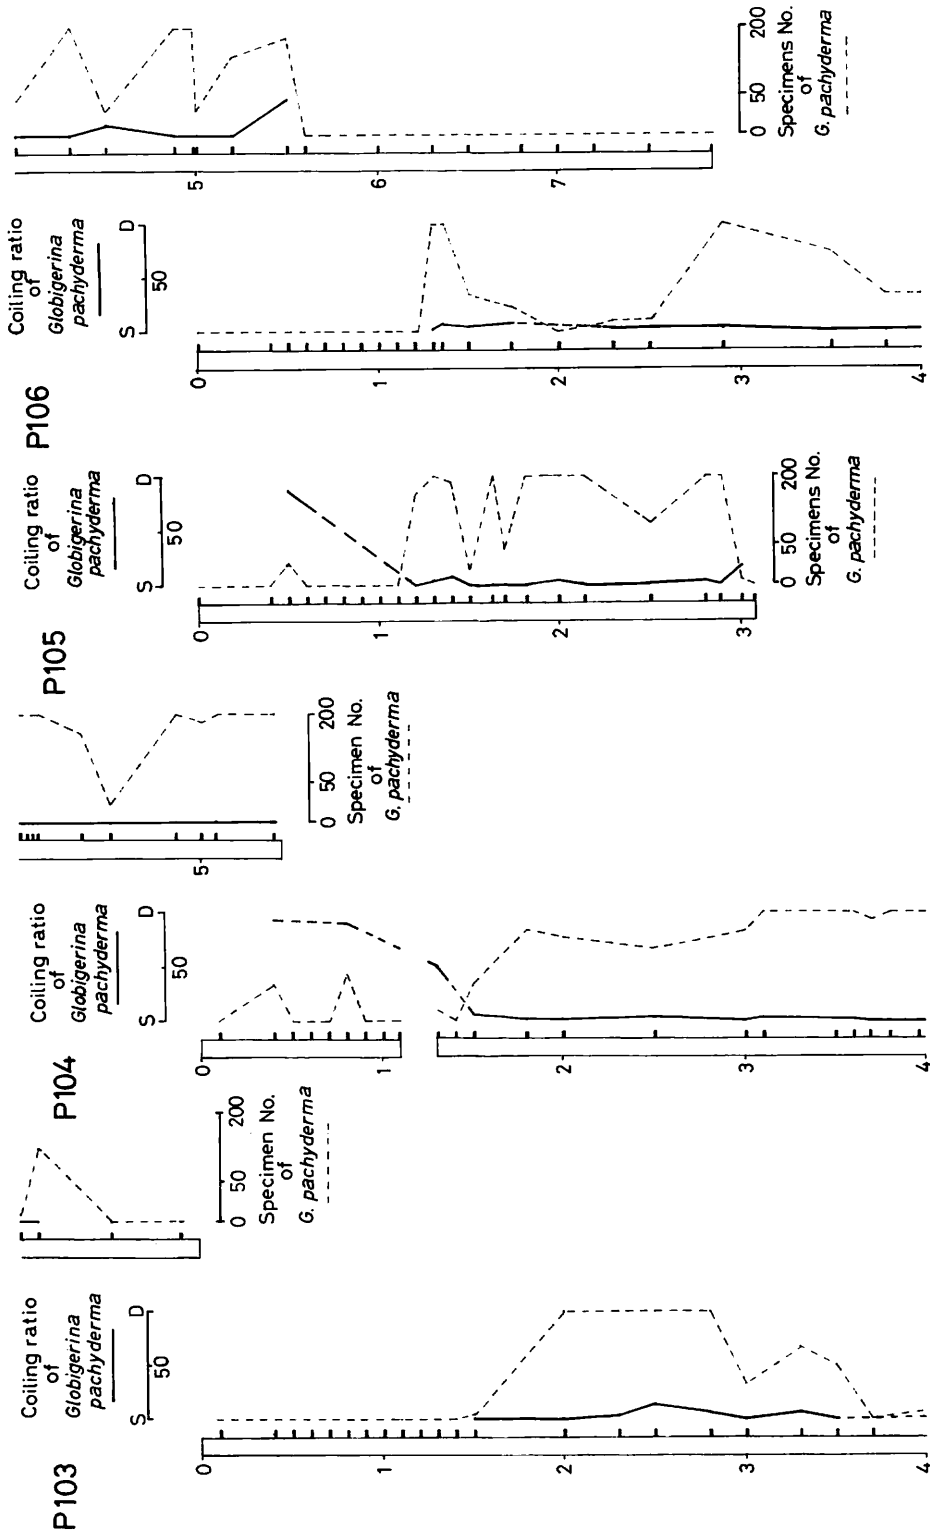 P103
Coiling ratio
of
Globigerina
pachyderma
S D
50
0
1
2
3
4
0 50 200
Specimen No.
of
G. pachyderma
P104
Coiling ratio
of
Globigerina
pachyderma
S D
50
0
1
2
3
4
5
0 50 200
Specimen No.
of
G. pachyderma
P105
Coiling ratio
of
Globigerina
pachyderma
S D
50
0
1
2
3
0 50 200
Specimens No.
of
G. pachyderma
P106
Coiling ratio
of
Globigerina
pachyderma
S D
50
0
1
2
3
4
5
6
7
0 50 200
Specimens No.
of
G. pachyderma